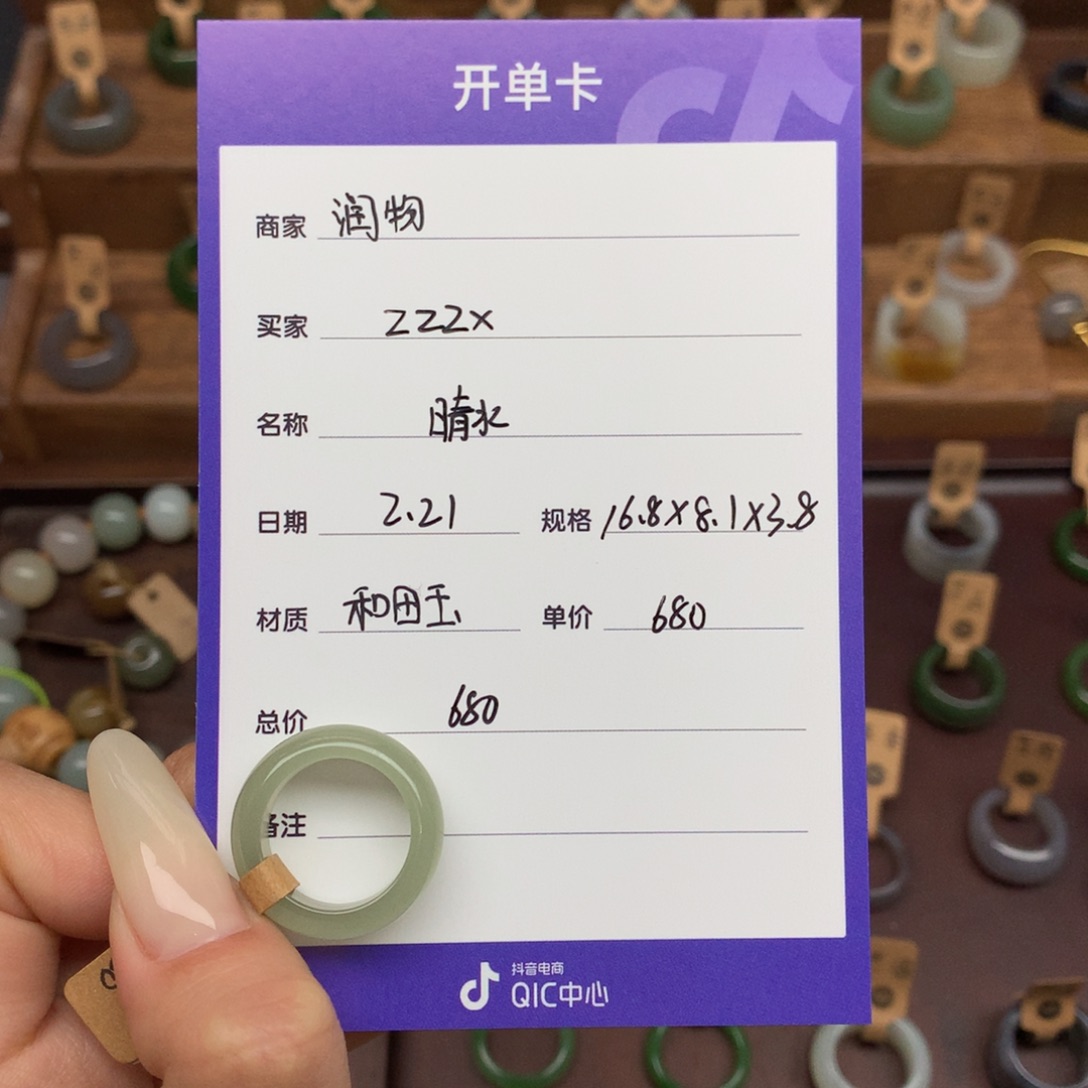 开单卡
商家 润物
买家 222x
名称 晴水
日期 2.21 规格 16.8X8.1X3.8
材质 和田玉 单价 680
总价 680
备注
抖音电商
QIC中心